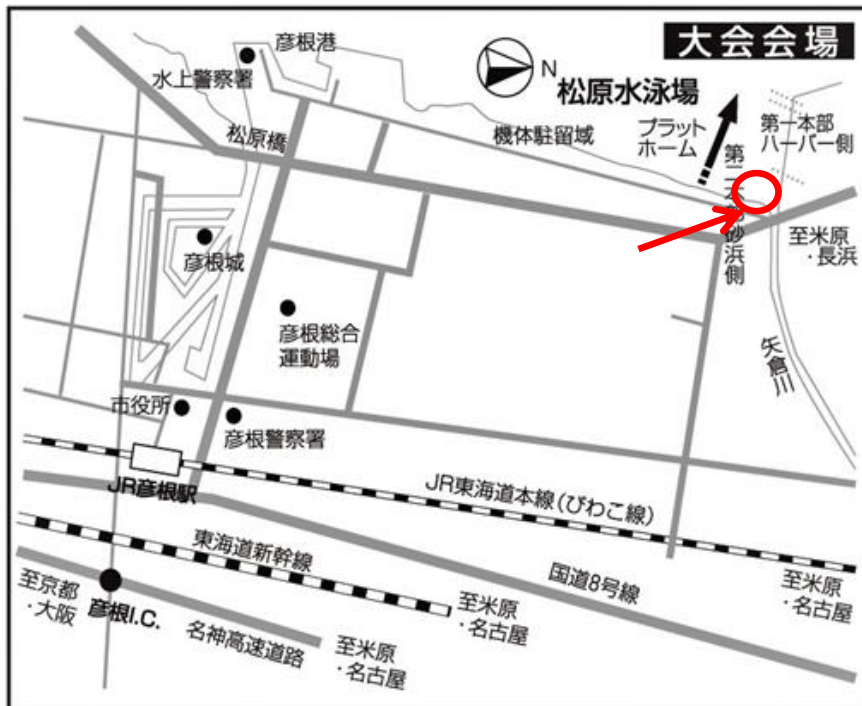 大会会場
彦根港
水上警察署
N
松原水泳場
松原橋
機体駐留域
プラット
ホーム
第一本部
ハーバー側
第二本部砂浜側
至米原
・長浜
彦根城
彦根総合
運動場
矢倉川
市役所
彦根警察署
JR彦根駅
JR東海道本線(びわこ線)
東海道新幹線
国道8号線
至米原
・名古屋
至京都
・大阪
彦根I.C.
名神高速道路
至米原
・名古屋
至米原
・名古屋